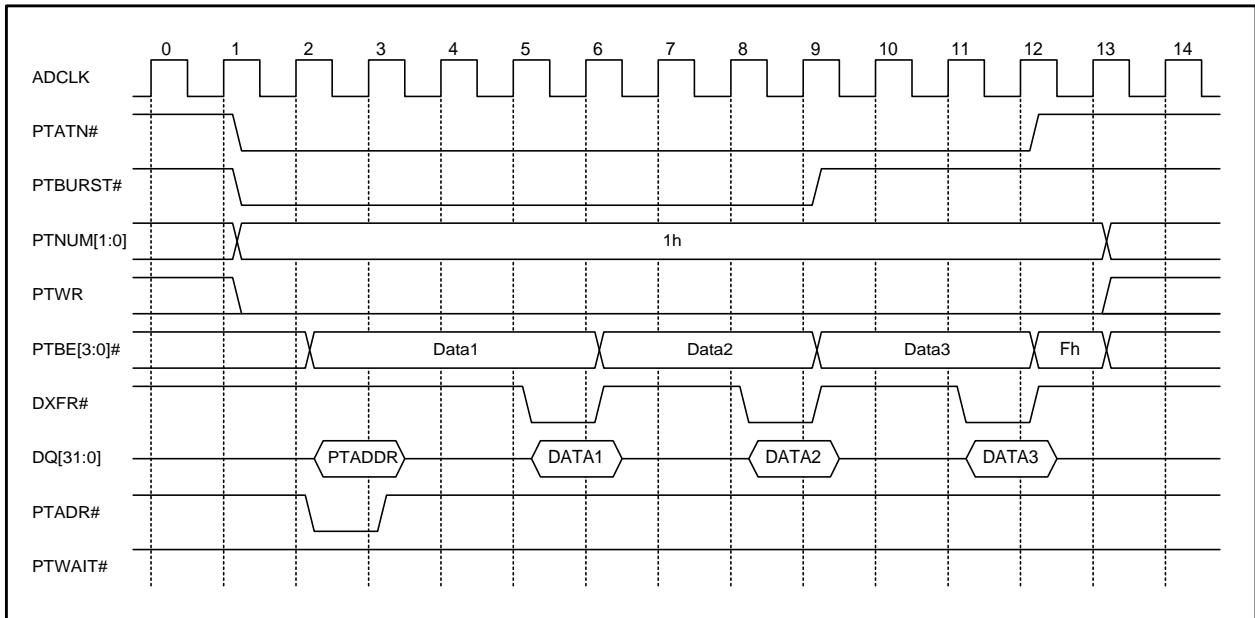 0 1 2 3 4 5 6 7 8 9 10 11 12 13 14
ADCLK
PTATN#
PTBURST#
PTNUM[1:0] 1h
PTWR
PTBE[3:0]# Data1 Data2 Data3 Fh
DXFR#
DQ[31:0] PTADDR DATA1 DATA2 DATA3
PTADR#
PTWAIT#